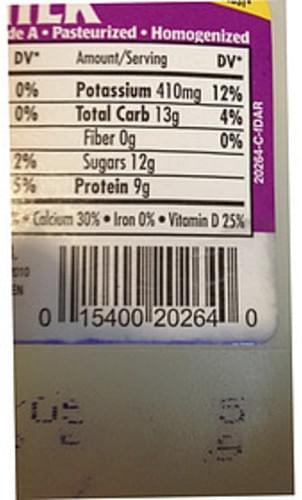 ILK
de A • Pasteurized • Homogenized
DV* Amount/Serving DV*
0% Potassium 410mg 12%
0% Total Carb 13g 4%
Fiber 0g 0%
2% Sugars 12g
5% Protein 9g
% • Calcium 30% • Iron 0% • Vitamin D 25%
20264-C-IDAR
010
EN
0 15400 20264 0